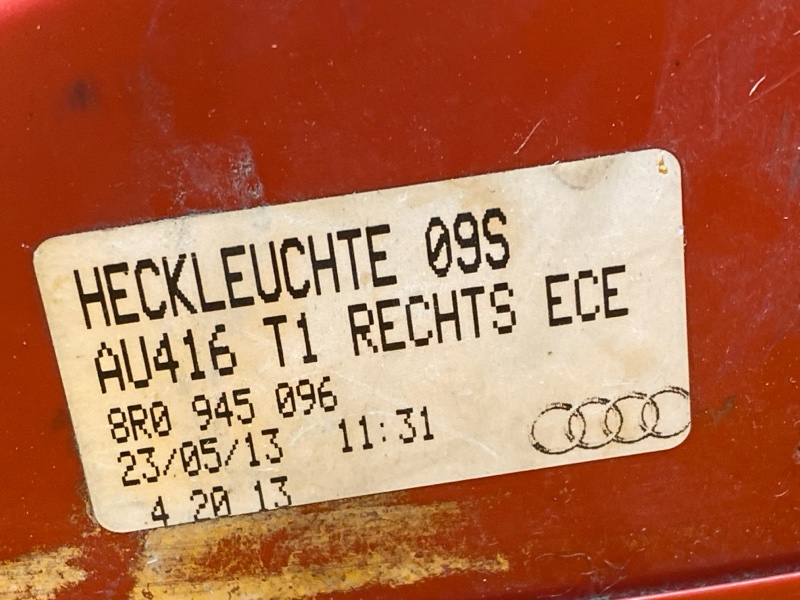 HECKLEUCHTE 09S
AU416 T1 RECHTS ECE
8R0 945 096
23/05/13 11:31
4 20 13